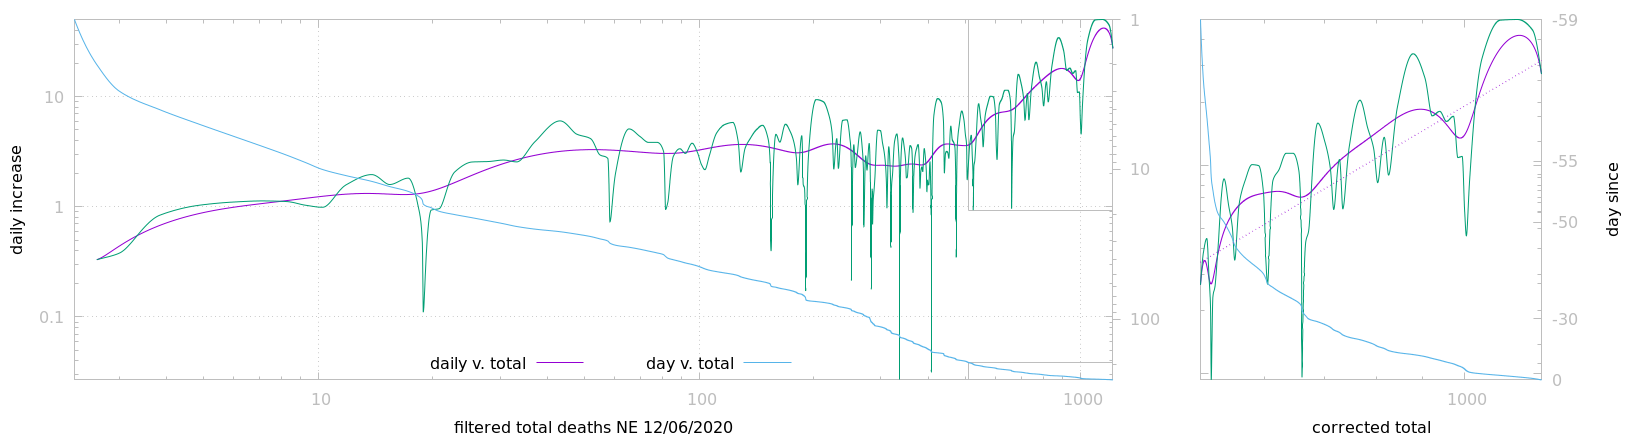 daily increase
10
1
0.1
1
10
100
daily v. total
day v. total
10
100
1000
filtered total deaths NE 12/06/2020
-59
-55
-50
-30
0
day since
1000
corrected total